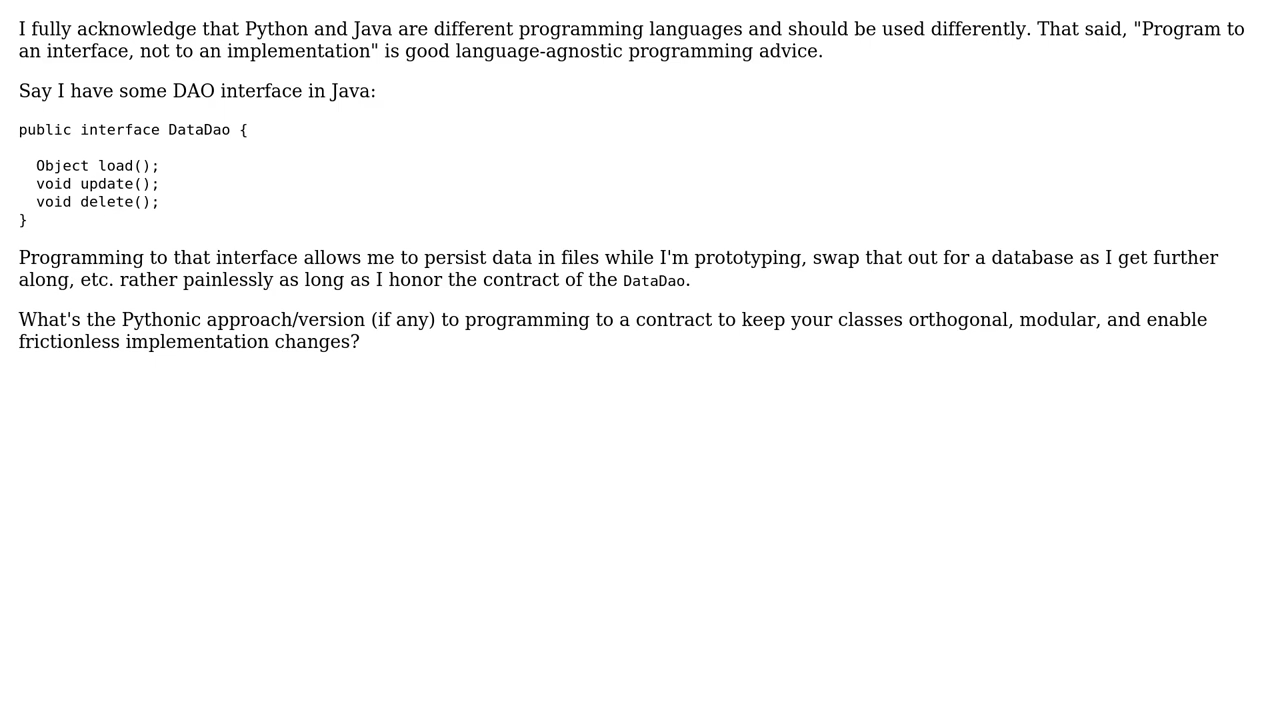 I fully acknowledge that Python and Java are different programming languages and should be used differently. That said, "Program to
an interface, not to an implementation" is good language-agnostic programming advice.
Say I have some DAO interface in Java:
public interface DataDao {
  Object load();
  void update();
  void delete();
}
Programming to that interface allows me to persist data in files while I'm prototyping, swap that out for a database as I get further
along, etc. rather painlessly as long as I honor the contract of the DataDao.
What's the Pythonic approach/version (if any) to programming to a contract to keep your classes orthogonal, modular, and enable
frictionless implementation changes?